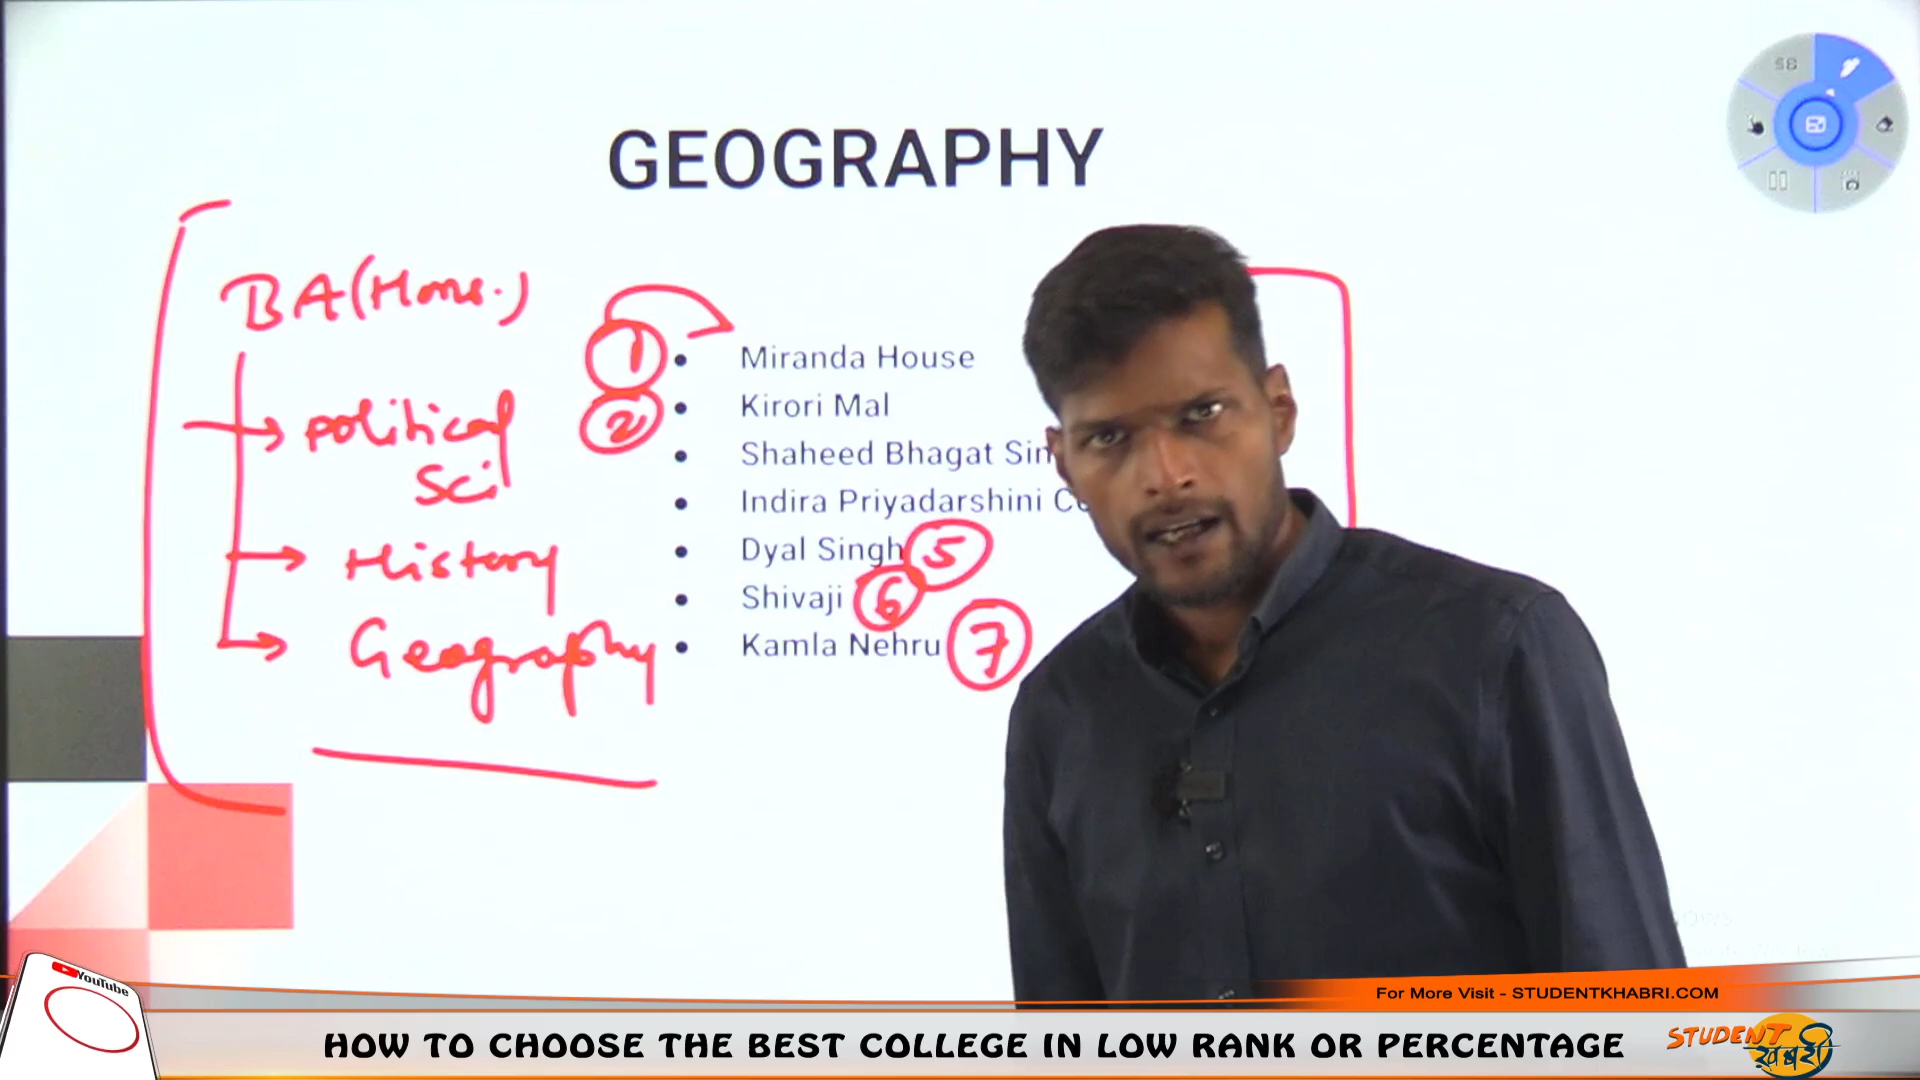 GEOGRAPHY
BA (Hons.)
→ political
Sci
→ History
→ Geography
1 • Miranda House
2 • Kirori Mal
• Shaheed Bhagat Sin
• Indira Priyadarshini
• Dyal Singh 5
• Shivaji 6
• Kamla Nehru 7
YouTube
For More Visit - STUDENTKHABRI.COM
HOW TO CHOOSE THE BEST COLLEGE IN LOW RANK OR PERCENTAGE
STUDENT
खबरी